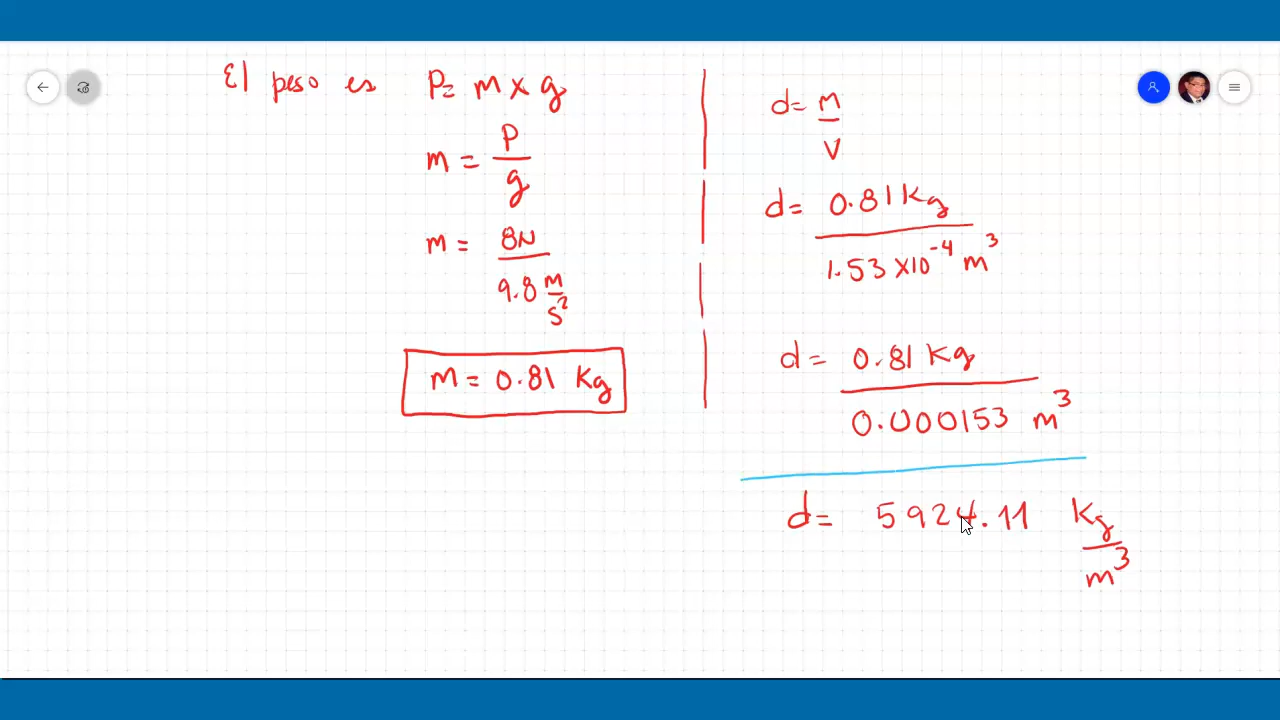 El peso es P= m x g
m = P
g
m = 8N
9.8 m
s²
m = 0.81 Kg
d= m
V
d= 0.81 Kg
1.53 x10⁻⁴ m³
d= 0.81 Kg
0.000153 m³
d= 5924.11 Kg
m³